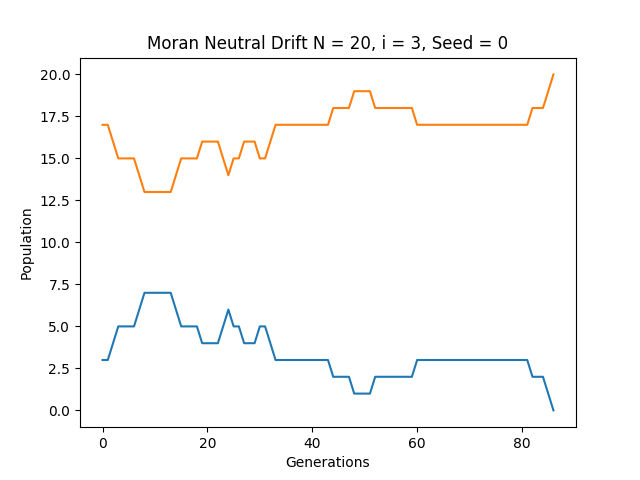 Moran Neutral Drift N = 20, i = 3, Seed = 0
20.0
17.5
15.0
12.5
10.0
7.5
5.0
2.5
0.0
Population
0 20 40 60 80
Generations